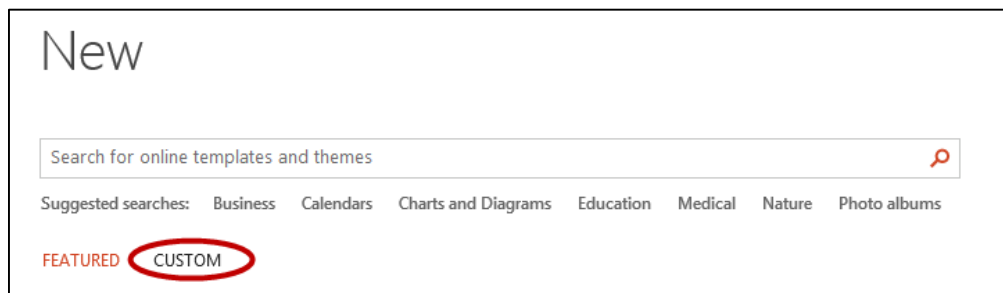 New
Search for online templates and themes
Suggested searches: Business Calendars Charts and Diagrams Education Medical Nature Photo albums
FEATURED CUSTOM